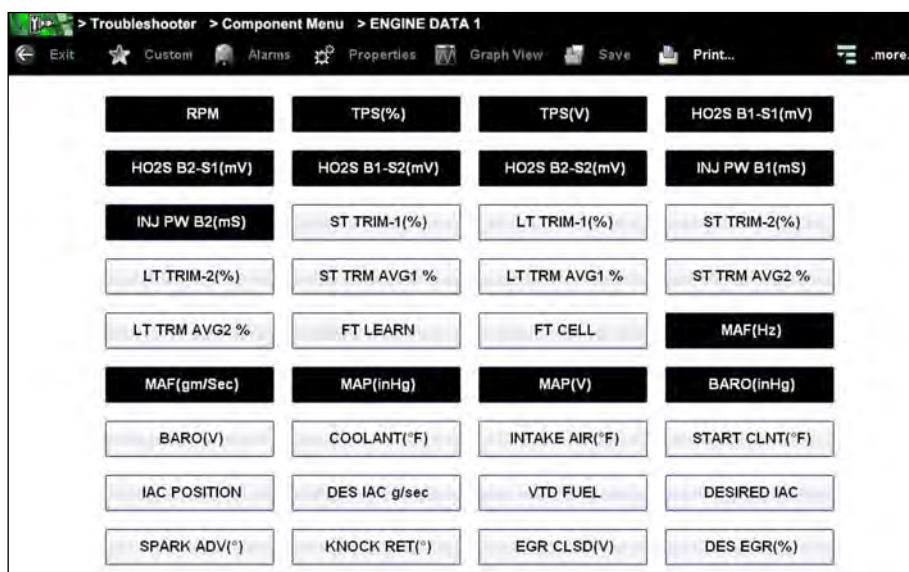 > Troubleshooter > Component Menu > ENGINE DATA 1
Exit Custom Alarms Properties Graph View Save Print... .more.
RPM TPS(%) TPS(V) HO2S B1-S1(mV)
HO2S B2-S1(mV) HO2S B1-S2(mV) HO2S B2-S2(mV) INJ PW B1(mS)
INJ PW B2(mS) ST TRIM-1(%) LT TRIM-1(%) ST TRIM-2(%)
LT TRIM-2(%) ST TRM AVG1 % LT TRM AVG1 % ST TRM AVG2 %
LT TRM AVG2 % FT LEARN FT CELL MAF(Hz)
MAF(gm/Sec) MAP(inHg) MAP(V) BARO(inHg)
BARO(V) COOLANT(°F) INTAKE AIR(°F) START CLNT(°F)
IAC POSITION DES IAC g/sec VTD FUEL DESIRED IAC
SPARK ADV(°) KNOCK RET(°) EGR CLSD(V) DES EGR(%)